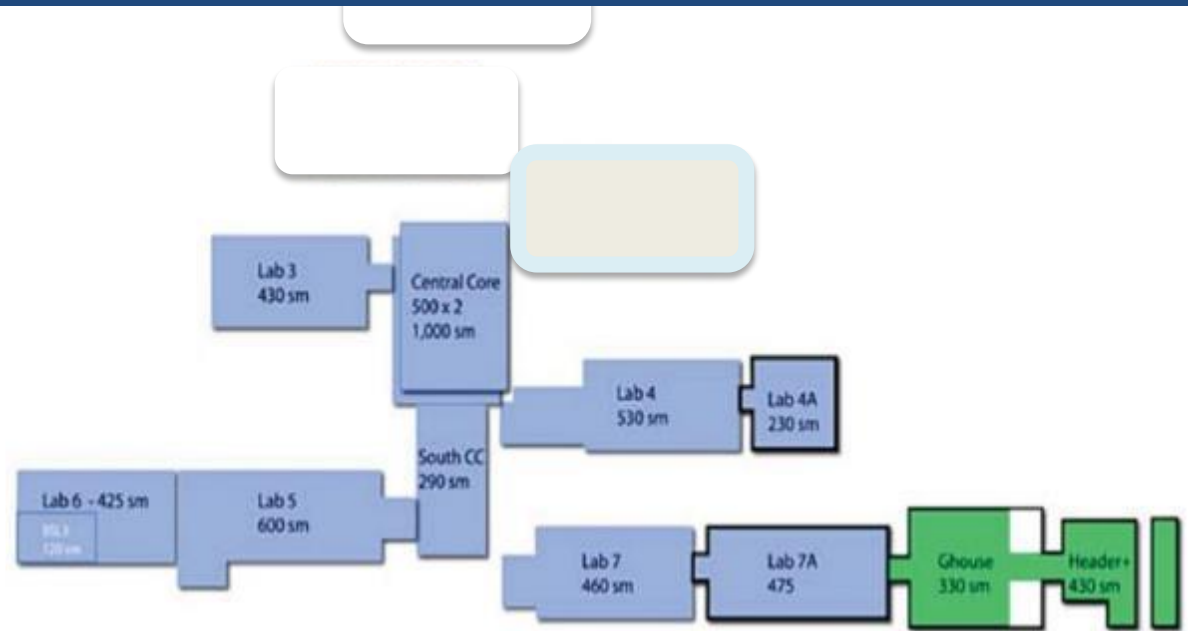 Lab 3
430 sm
Central Core
500 x 2
1,000 sm
Lab 4
530 sm
Lab 4A
230 sm
South CC
290 sm
Lab 6 - 425 sm
Lab 5
600 sm
Lab 7
460 sm
Lab 7A
475
Ghouse
330 sm
Header+
430 sm